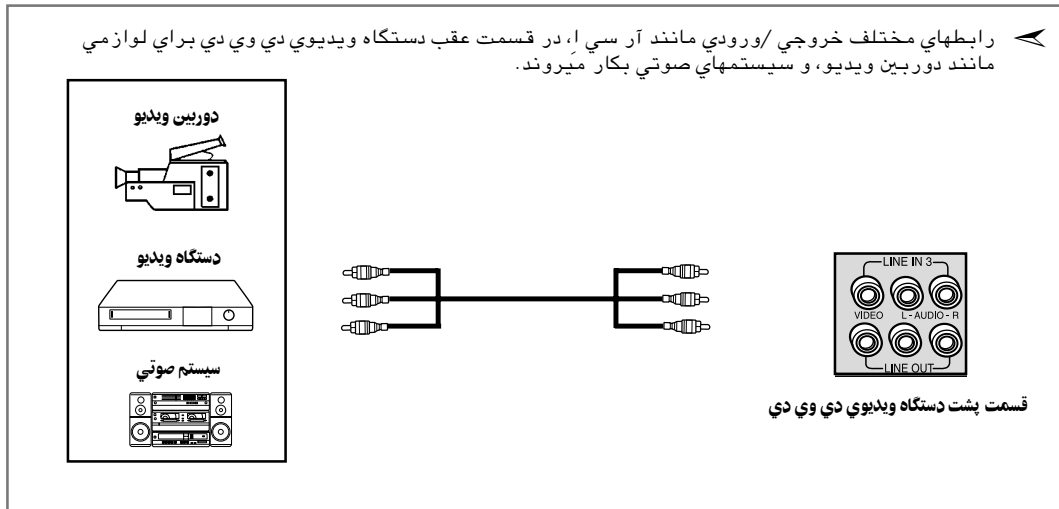 رابطهاي مختلف خروجي /ورودي مانند آر سي اِ، در قسمت عقب دستگاه ويديوي دي وي دي براي لوازمي
مانند دوربين ويديو، و سيستمهاي صوتي بكار ميروند.
دوربين ويديو
دستگاه ويديو
سيستم صوتي
LINE IN 3
VIDEO L - AUDIO - R
LINE OUT
قسمت پشت دستگاه ويديوي دي وي دي